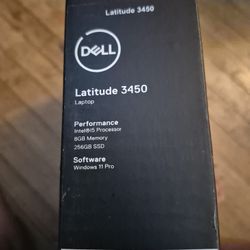 Latitude 3450
DELL
Latitude 3450
Laptop
Performance
Intel®i5 Processor
8GB Memory
256GB SSD
Software
Windows 11 Pro